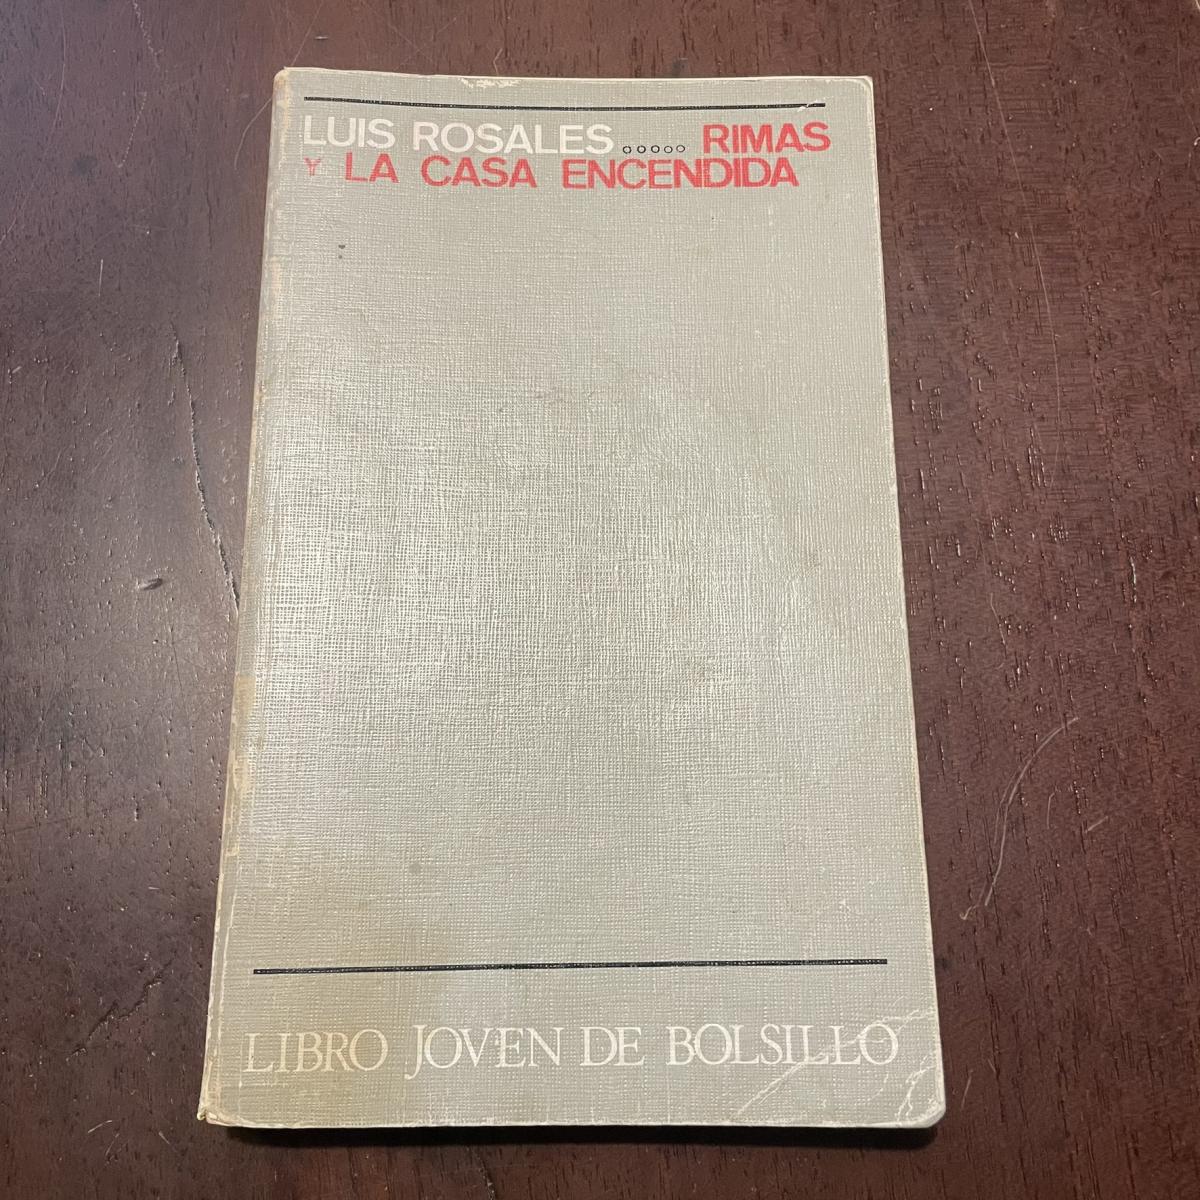 LUIS ROSALES ..... RIMAS
Y LA CASA ENCENDIDA
LIBRO JOVEN DE BOLSILLO